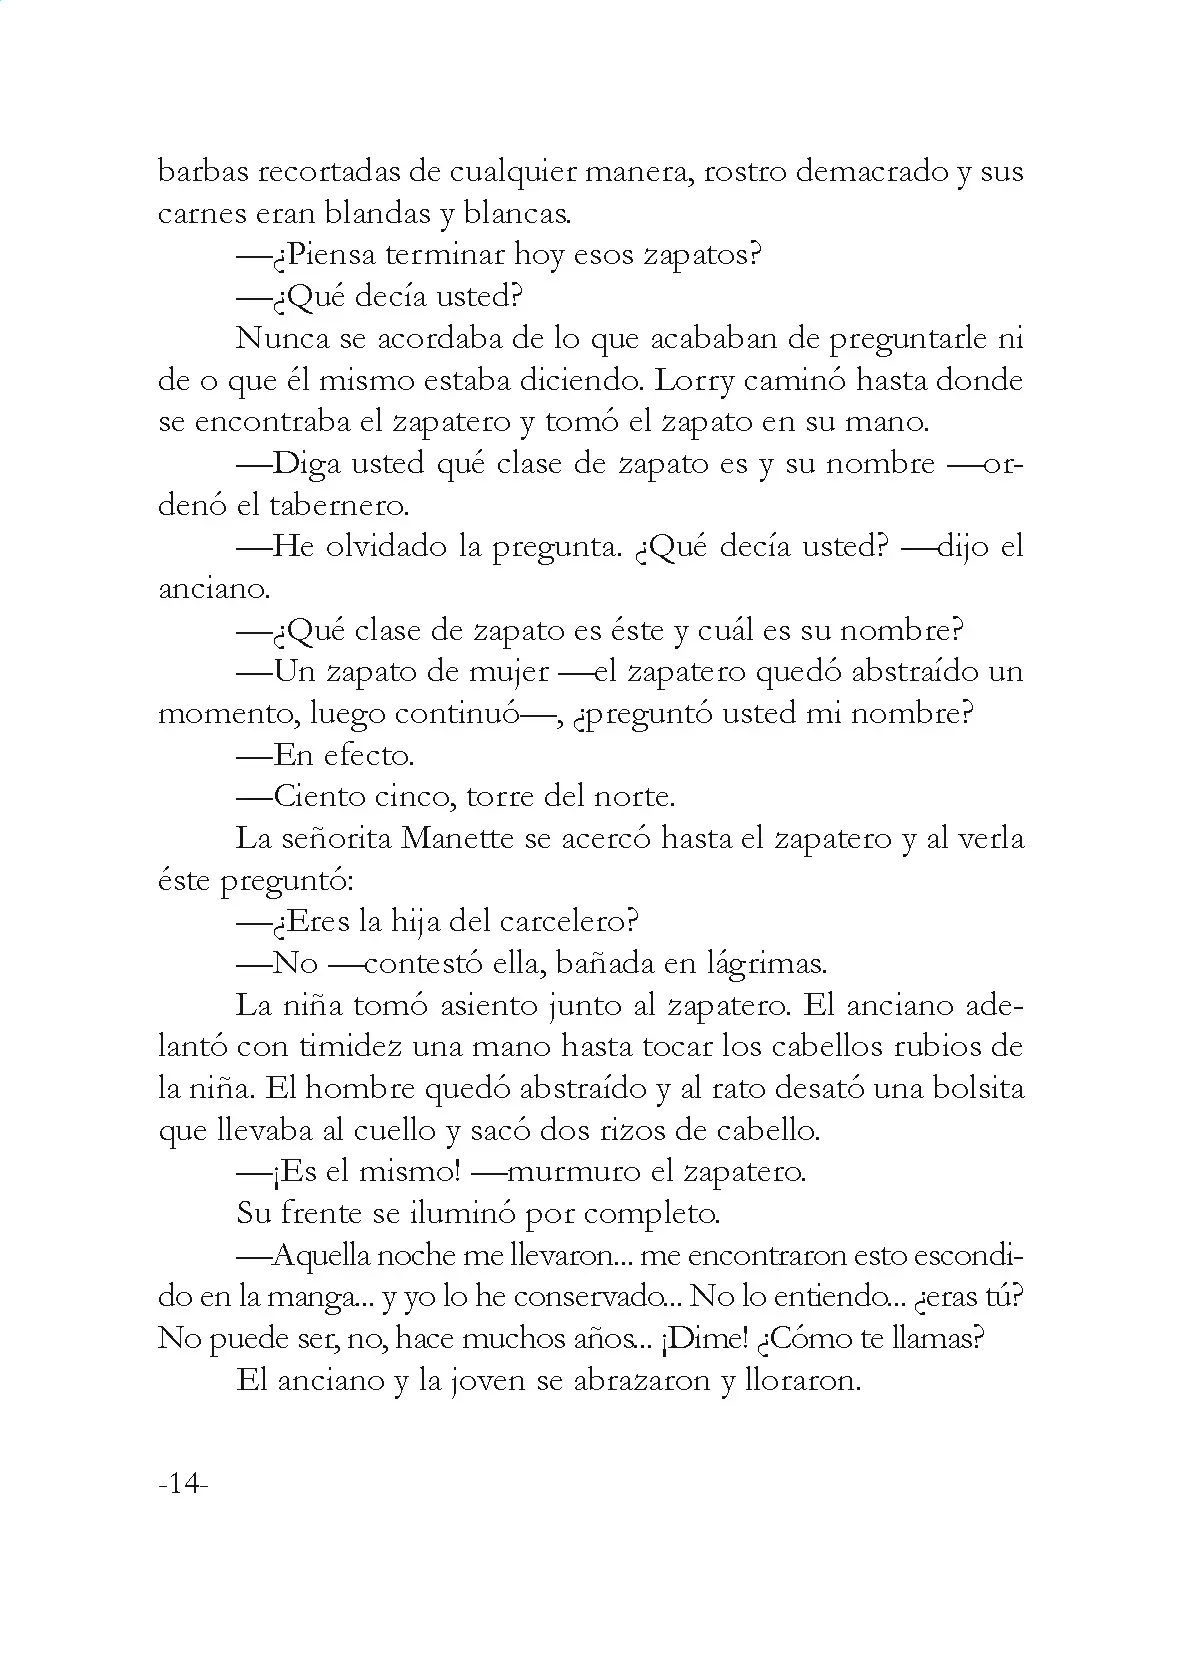 barbas recortadas de cualquier manera, rostro demacrado y sus
carnes eran blandas y blancas.
—¿Piensa terminar hoy esos zapatos?
—¿Qué decía usted?
Nunca se acordaba de lo que acababan de preguntarle ni
de o que él mismo estaba diciendo. Lorry caminó hasta donde
se encontraba el zapatero y tomó el zapato en su mano.
—Diga usted qué clase de zapato es y su nombre —or-
denó el tabernero.
—He olvidado la pregunta. ¿Qué decía usted? —dijo el
anciano.
—¿Qué clase de zapato es éste y cuál es su nombre?
—Un zapato de mujer —el zapatero quedó abstraído un
momento, luego continuó—, ¿preguntó usted mi nombre?
—En efecto.
—Ciento cinco, torre del norte.
La señorita Manette se acercó hasta el zapatero y al verla
éste preguntó:
—¿Eres la hija del carcelero?
—No —contestó ella, bañada en lágrimas.
La niña tomó asiento junto al zapatero. El anciano ade-
lantó con timidez una mano hasta tocar los cabellos rubios de
la niña. El hombre quedó abstraído y al rato desató una bolsita
que llevaba al cuello y sacó dos rizos de cabello.
—¡Es el mismo! —murmuro el zapatero.
Su frente se iluminó por completo.
—Aquella noche me llevaron... me encontraron esto escondi-
do en la manga... y yo lo he conservado... No lo entiendo... ¿eras tú?
No puede ser, no, hace muchos años... ¡Dime! ¿Cómo te llamas?
El anciano y la joven se abrazaron y lloraron.
-14-